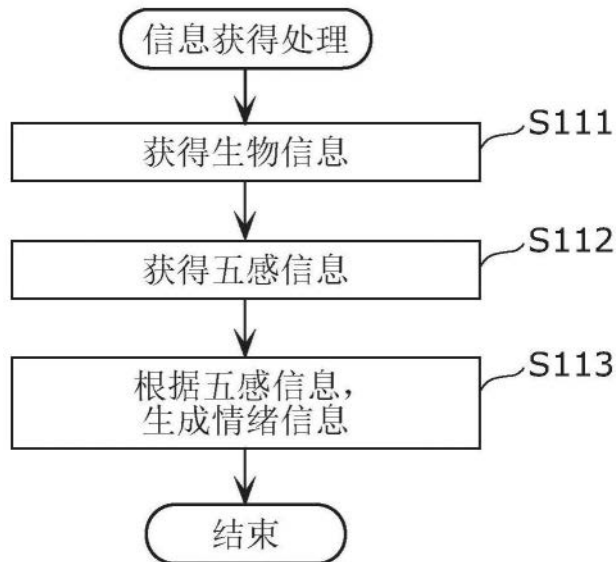 信息获得处理
获得生物信息
S111
获得五感信息
S112
根据五感信息，
生成情绪信息
S113
结束